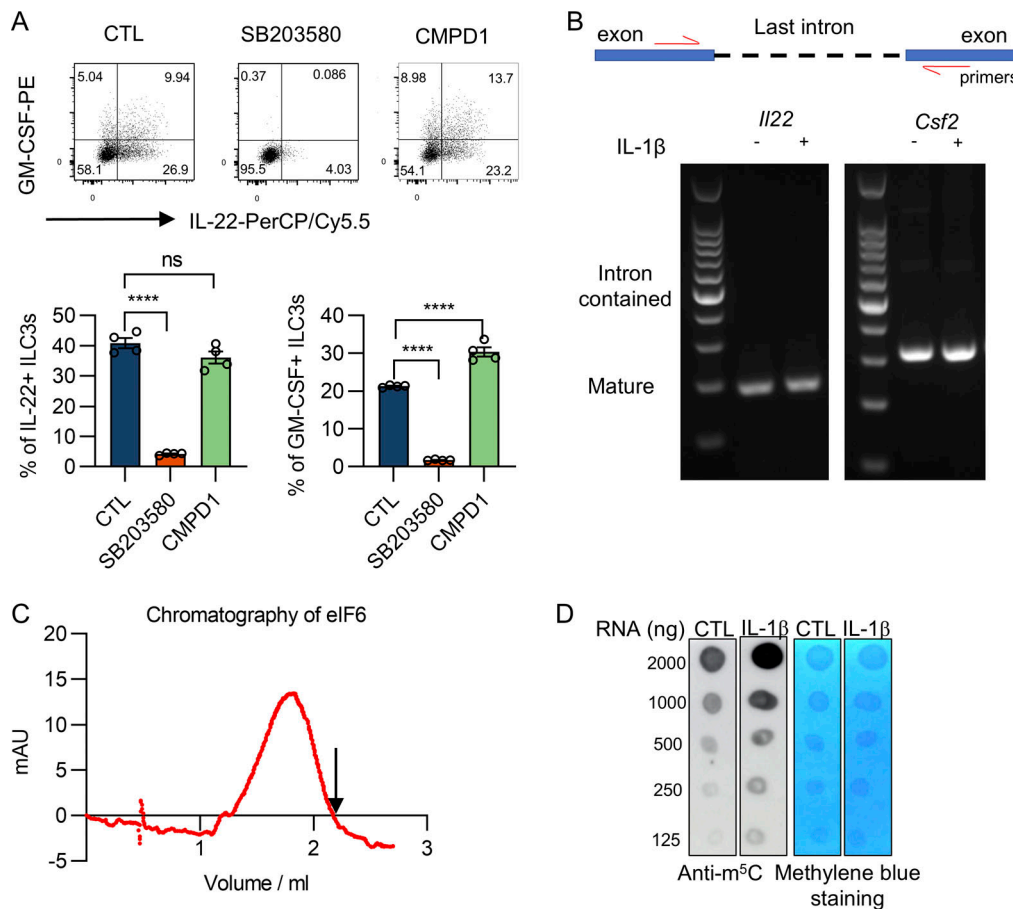 A
CTL
SB203580
CMPD1
GM-CSF-PE
5.04
9.94
58.1
26.9
0
0
0.37
0.086
95.5
4.03
0
0
8.98
13.7
54.1
23.2
0
0
IL-22-PerCP/Cy5.5
ns
****
% of IL-22+ ILC3s
50
40
30
20
10
0
CTL
SB203580
CMPD1
****
****
% of GM-CSF+ ILC3s
40
30
20
10
0
CTL
SB203580
CMPD1
B
Last intron
exon
exon
primers
Il22
Csf2
IL-1β
-
+
-
+
Intron
contained
Mature
C
Chromatography of eIF6
mAU
20
15
10
5
0
-5
1
2
3
Volume / ml
D
RNA (ng)
CTL
IL-1β
CTL
IL-1β
2000
1000
500
250
125
Anti-m⁵C
Methylene blue
staining